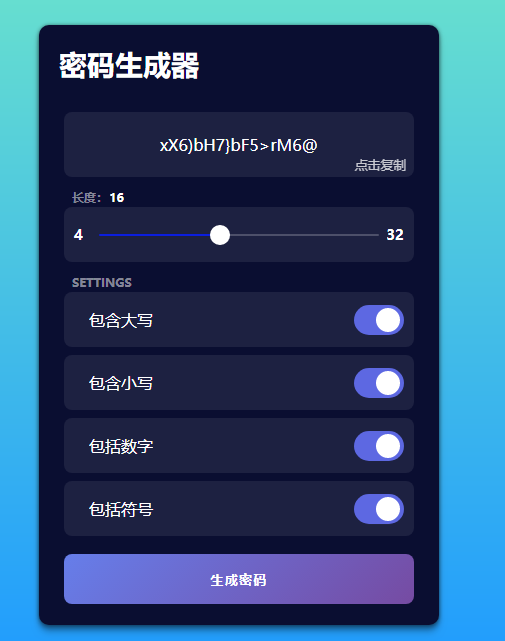 密码生成器
xX6)bH7}bF5>rM6@
点击复制
长度：16
4 32
SETTINGS
包含大写
包含小写
包括数字
包括符号
生成密码